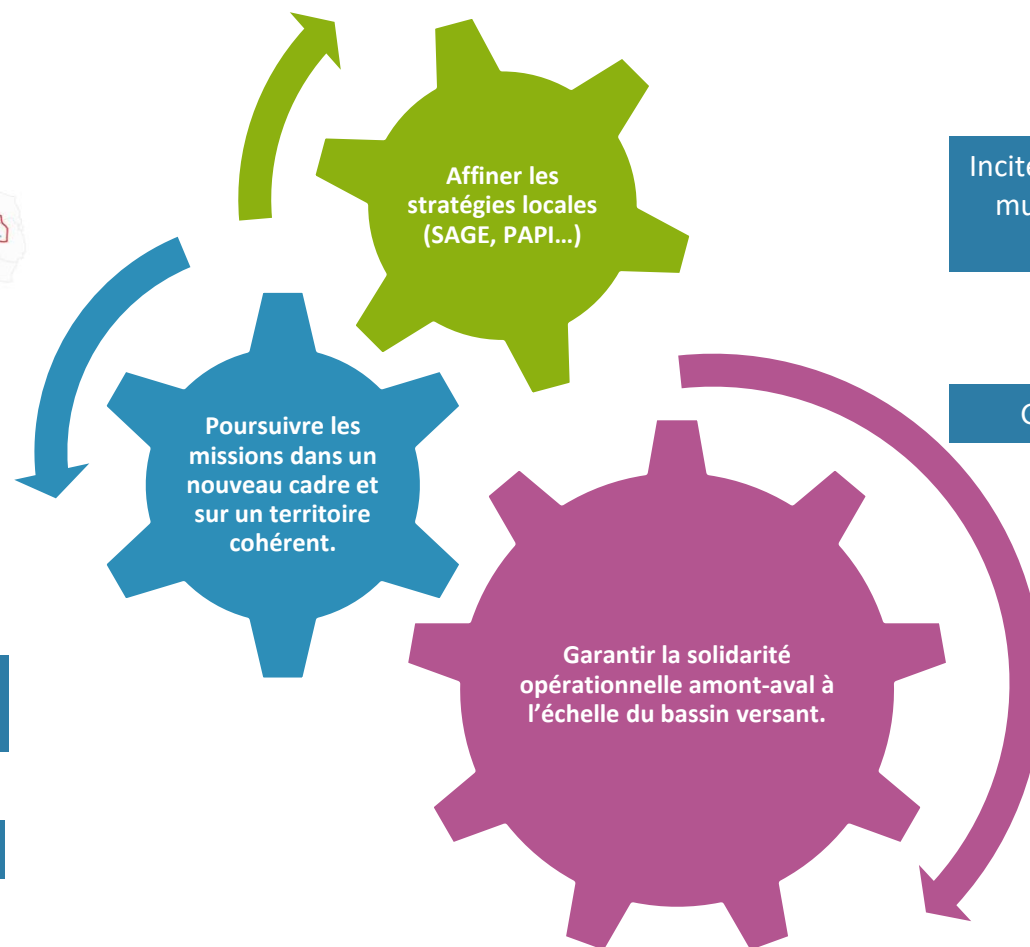 Affiner les
stratégies locales
(SAGE, PAPI…)
Poursuivre les
missions dans un
nouveau cadre et
sur un territoire
cohérent.
Garantir la solidarité
opérationnelle amont-aval à
l’échelle du bassin versant.